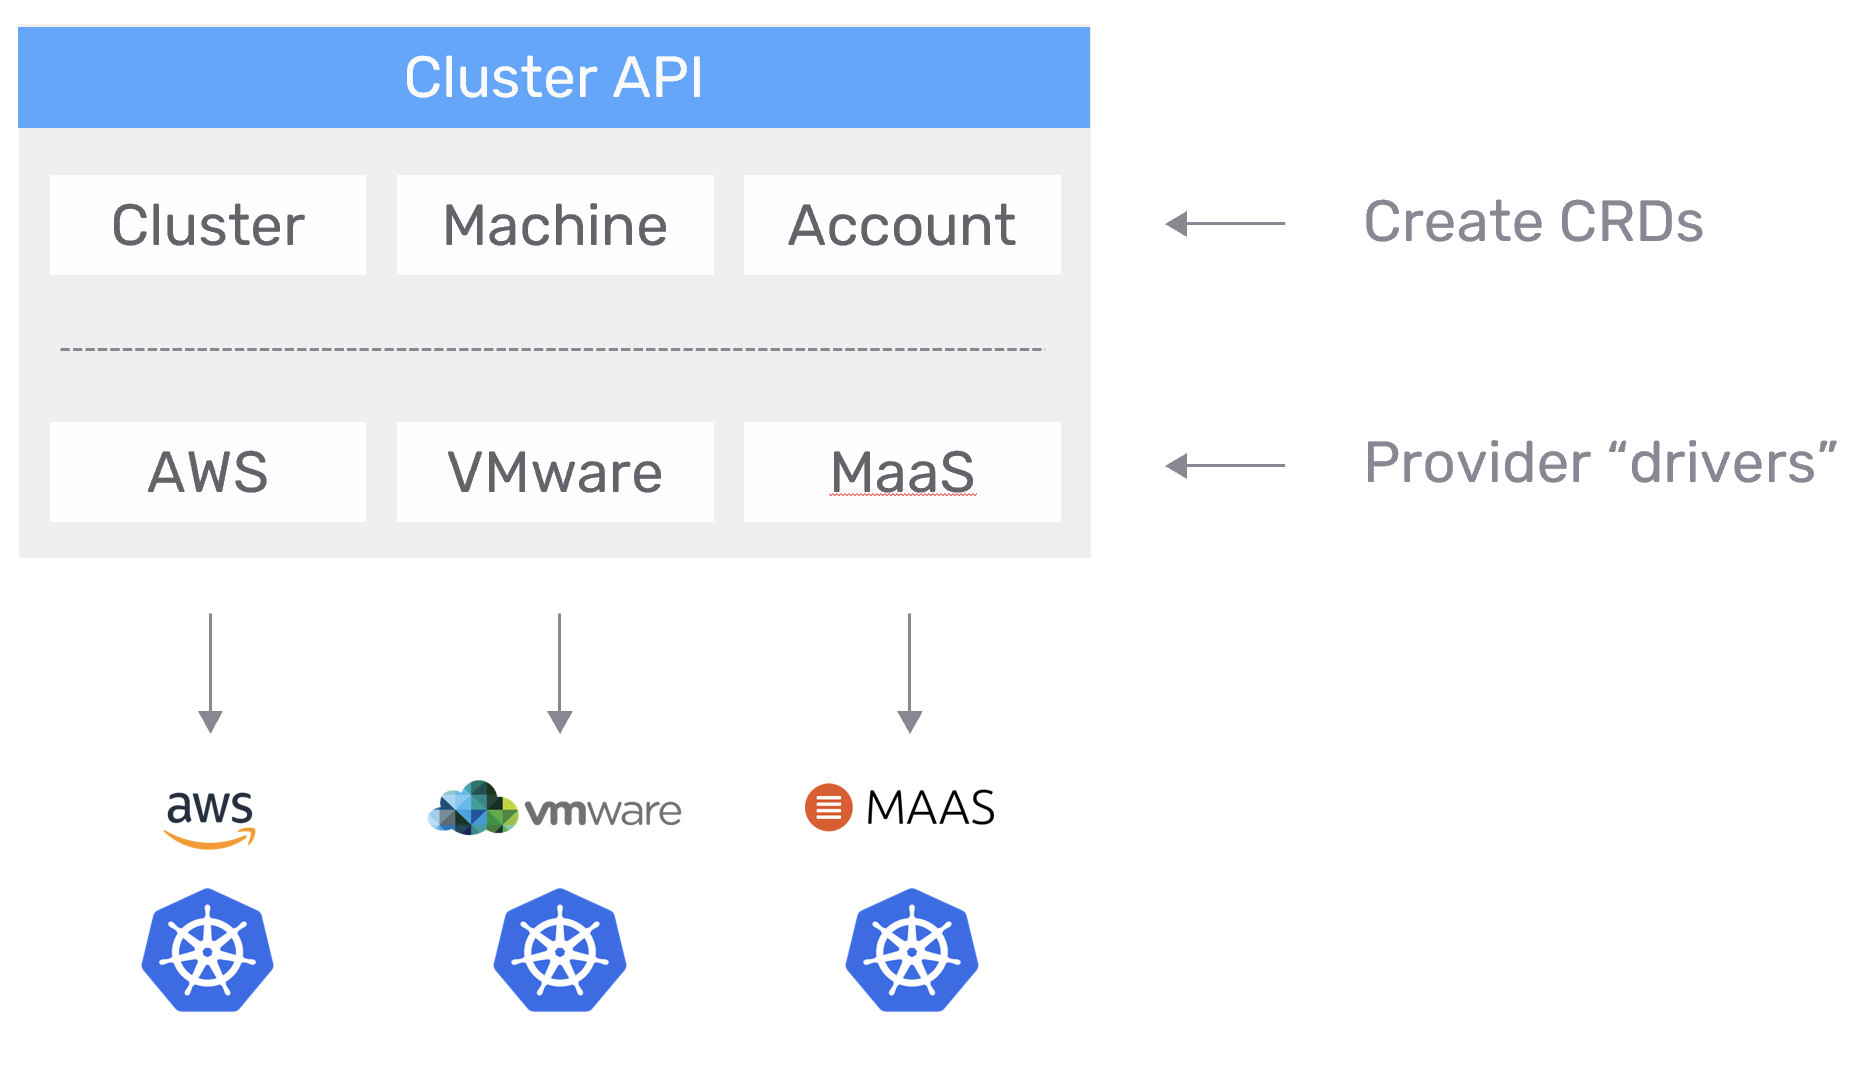 Cluster API
Cluster
Machine
Account
Create CRDs
AWS
VMware
MaaS
Provider “drivers”
aws
vmware
MAAS